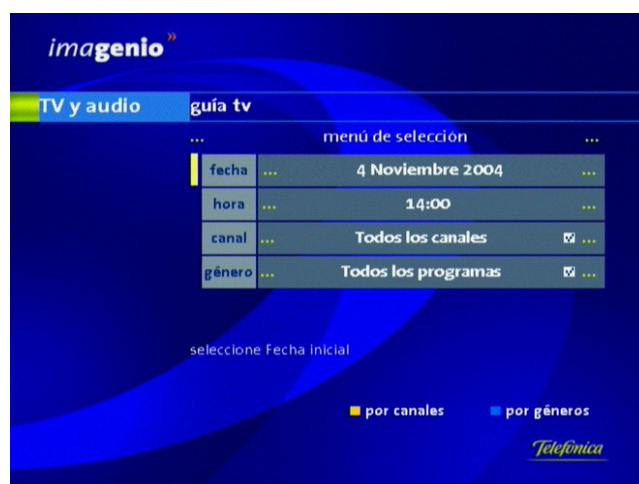 imagenio»
TV y audio
guía tv
... menú de selección ...
fecha ... 4 Noviembre 2004 ...
hora ... 14:00 ...
canal ... Todos los canales ...
género ... Todos los programas ...
seleccione Fecha inicial
por canales por géneros
Telefónica